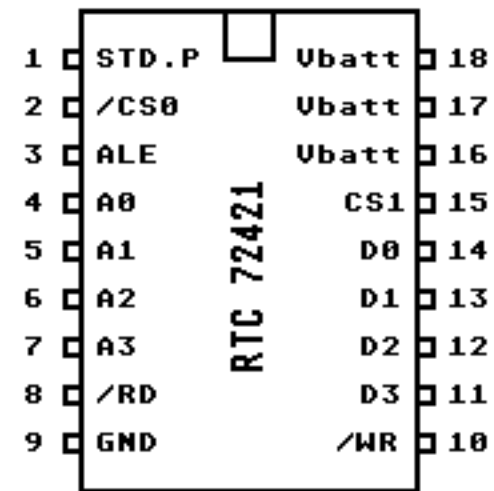 1 STD.P Vbatt 18
2 /CS0 Vbatt 17
3 ALE Vbatt 16
4 A0 CS1 15
5 A1 D0 14
6 A2 D1 13
7 A3 D2 12
8 /RD D3 11
9 GND /WR 10
RTC 72421